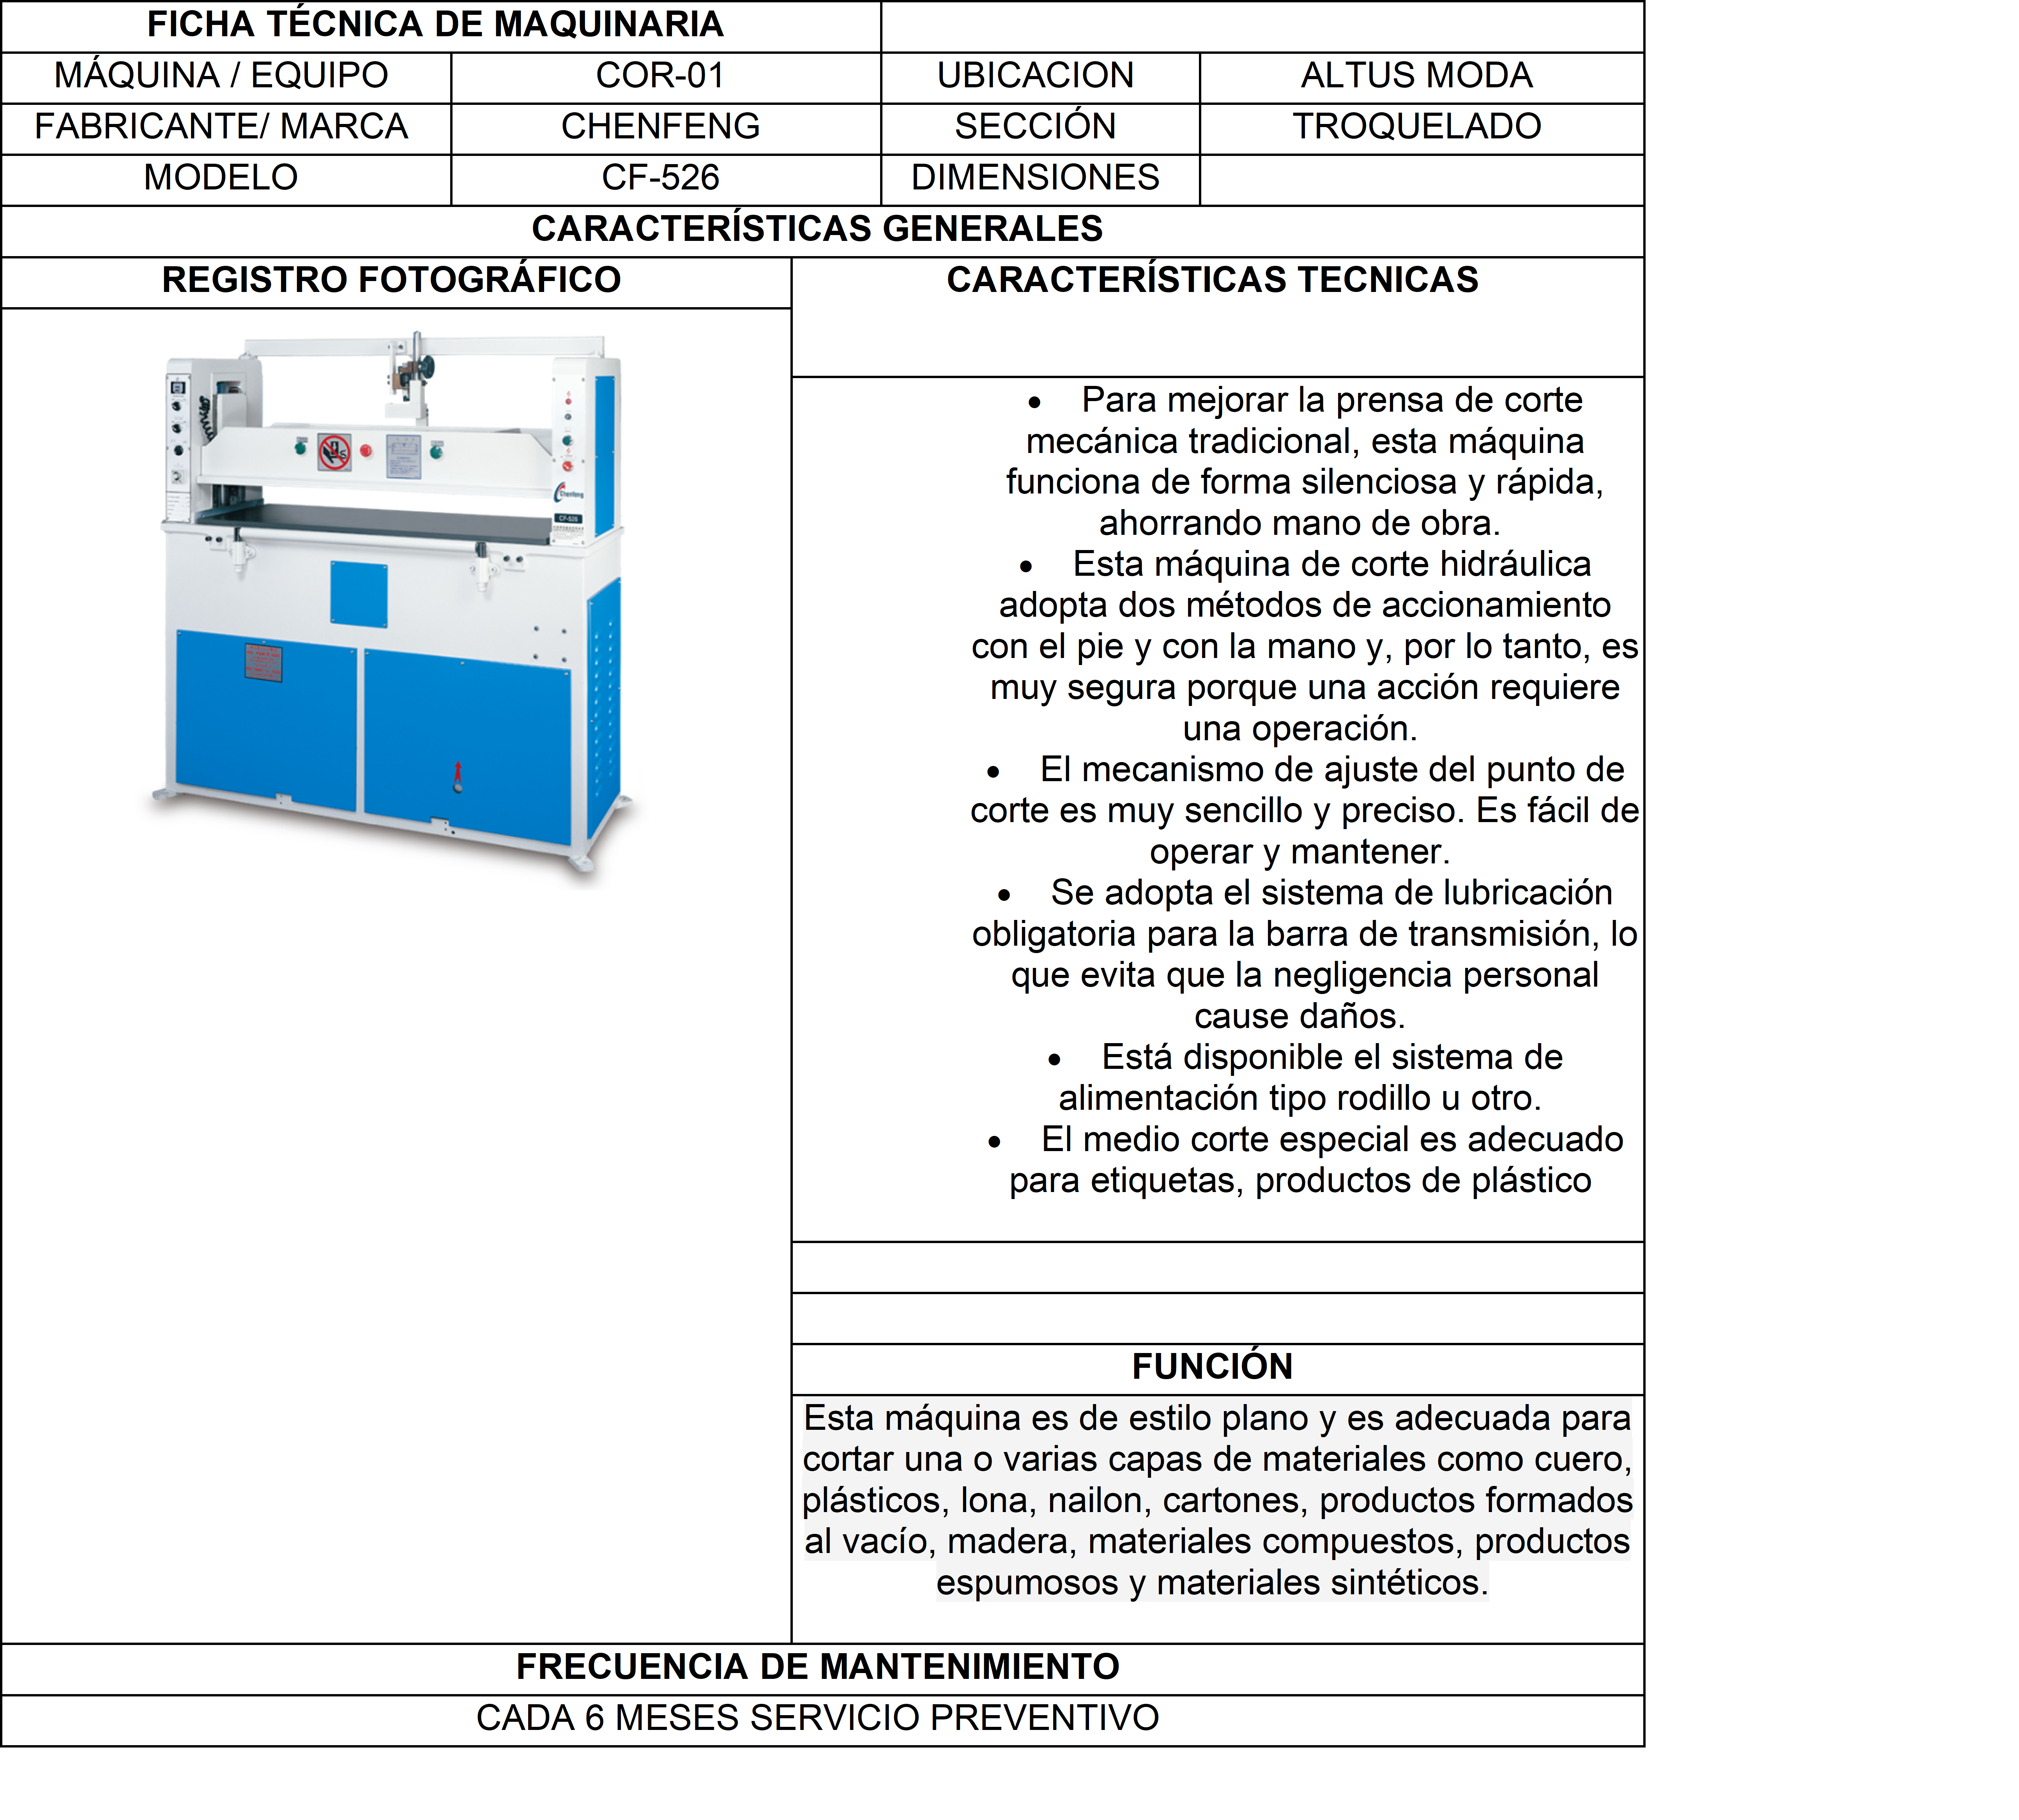 FICHA TÉCNICA DE MAQUINARIA
MÁQUINA / EQUIPO COR-01 UBICACION ALTUS MODA
FABRICANTE/ MARCA CHENFENG SECCIÓN TROQUELADO
MODELO CF-526 DIMENSIONES
CARACTERÍSTICAS GENERALES
REGISTRO FOTOGRÁFICO
Chenfeng
CF-526
CARACTERÍSTICAS TECNICAS
• Para mejorar la prensa de corte
mecánica tradicional, esta máquina
funciona de forma silenciosa y rápida,
ahorrando mano de obra.
• Esta máquina de corte hidráulica
adopta dos métodos de accionamiento
con el pie y con la mano y, por lo tanto, es
muy segura porque una acción requiere
una operación.
• El mecanismo de ajuste del punto de
corte es muy sencillo y preciso. Es fácil de
operar y mantener.
• Se adopta el sistema de lubricación
obligatoria para la barra de transmisión, lo
que evita que la negligencia personal
cause daños.
• Está disponible el sistema de
alimentación tipo rodillo u otro.
• El medio corte especial es adecuado
para etiquetas, productos de plástico
FUNCIÓN
Esta máquina es de estilo plano y es adecuada para
cortar una o varias capas de materiales como cuero,
plásticos, lona, nailon, cartones, productos formados
al vacío, madera, materiales compuestos, productos
espumosos y materiales sintéticos.
FRECUENCIA DE MANTENIMIENTO
CADA 6 MESES SERVICIO PREVENTIVO